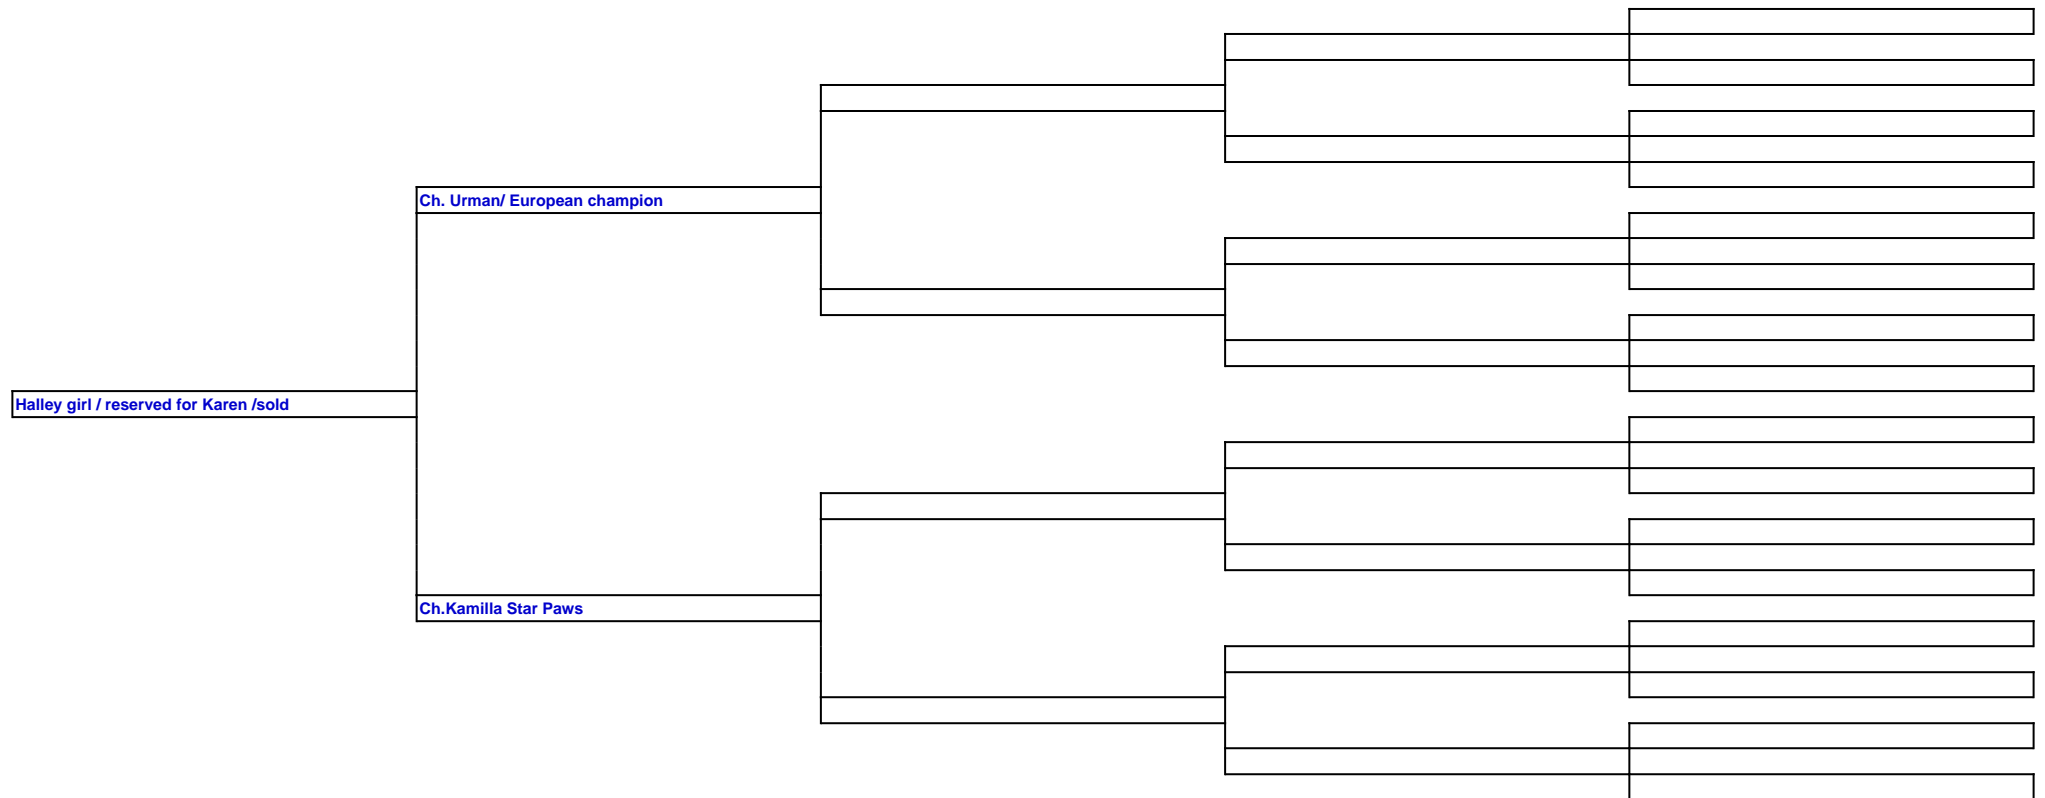 Ch. Urman/ European champion
Halley girl / reserved for Karen /sold
Ch.Kamilla Star Paws